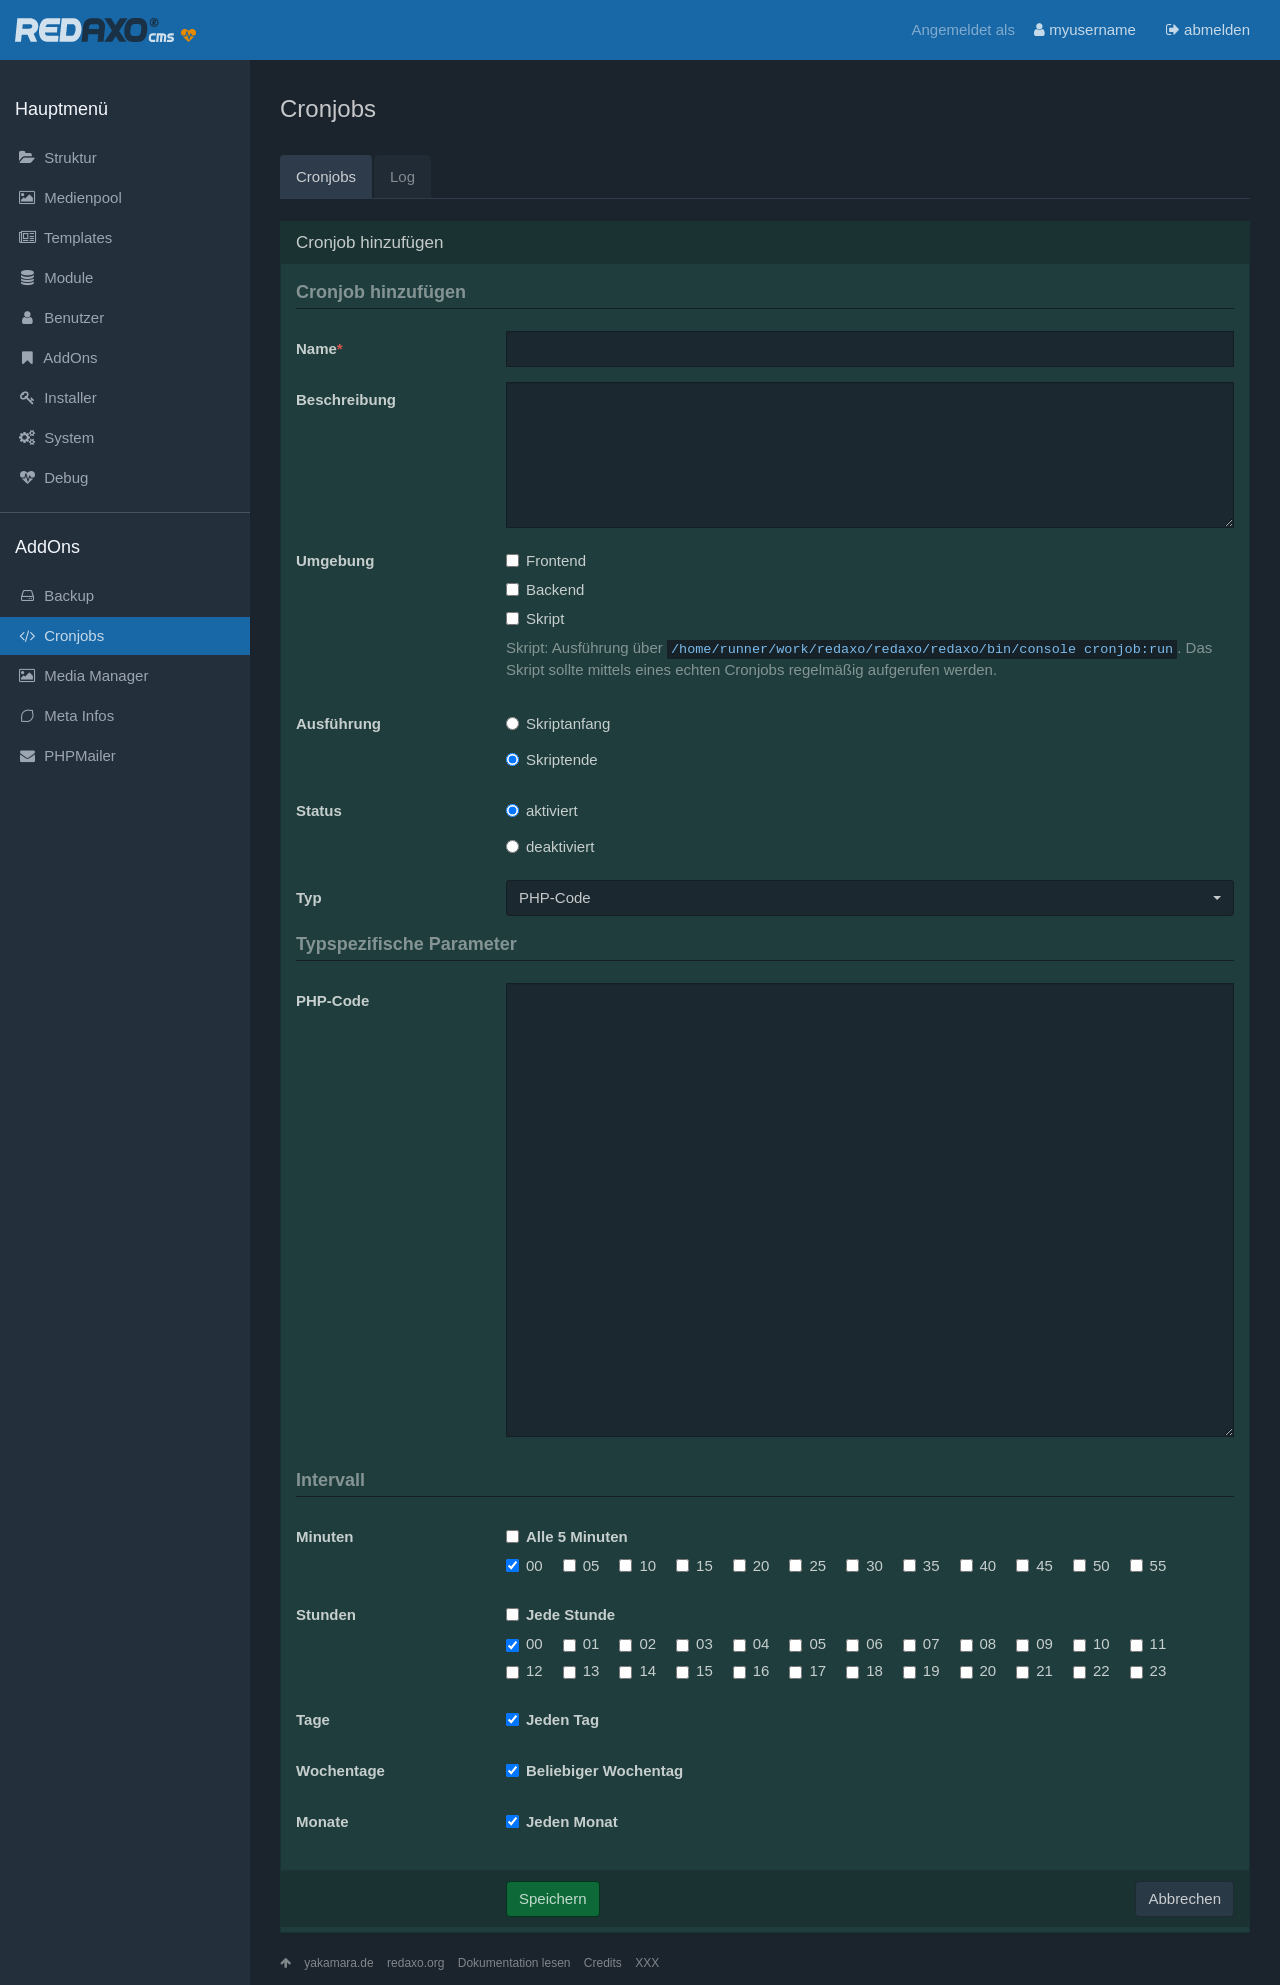 REDAXO® cms
Angemeldet als myusername abmelden
Hauptmenü
Struktur
Medienpool
Templates
Module
Benutzer
AddOns
Installer
System
Debug
AddOns
Backup
Cronjobs
Media Manager
Meta Infos
PHPMailer
Cronjobs
Cronjobs Log
Cronjob hinzufügen
Cronjob hinzufügen
Name*
Beschreibung
Umgebung
Frontend
Backend
Skript
Skript: Ausführung über /home/runner/work/redaxo/redaxo/redaxo/bin/console cronjob:run. Das
Skript sollte mittels eines echten Cronjobs regelmäßig aufgerufen werden.
Ausführung
Skriptanfang
Skriptende
Status
aktiviert
deaktiviert
Typ
PHP-Code
Typspezifische Parameter
PHP-Code
Intervall
Minuten
Alle 5 Minuten
00 05 10 15 20 25 30 35 40 45 50 55
Stunden
Jede Stunde
00 01 02 03 04 05 06 07 08 09 10 11
12 13 14 15 16 17 18 19 20 21 22 23
Tage
Jeden Tag
Wochentage
Beliebiger Wochentag
Monate
Jeden Monat
Speichern Abbrechen
yakamara.de redaxo.org Dokumentation lesen Credits XXX